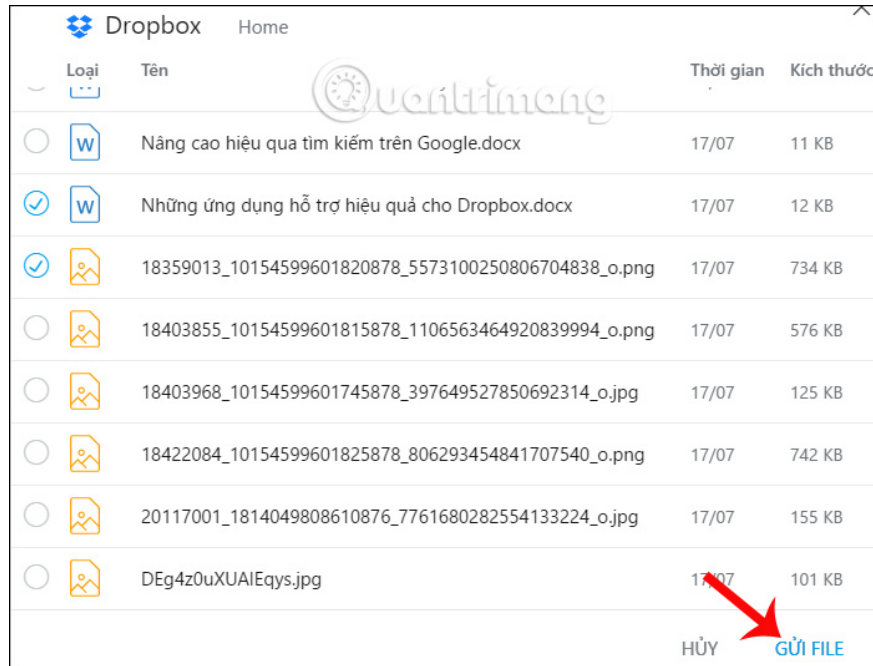 Dropbox Home
Loại Tên Thời gian Kích thước
Quantrimang
W Nâng cao hiệu qua tìm kiếm trên Google.docx 17/07 11 KB
W Những ứng dụng hỗ trợ hiệu quả cho Dropbox.docx 17/07 12 KB
18359013_10154599601820878_5573100250806704838_o.png 17/07 734 KB
18403855_10154599601815878_1106563464920839994_o.png 17/07 576 KB
18403968_10154599601745878_397649527850692314_o.jpg 17/07 125 KB
18422084_10154599601825878_806293454841707540_o.png 17/07 742 KB
20117001_1814049808610876_7761680282554133224_o.jpg 17/07 155 KB
DEg4z0uXUAIEqys.jpg 17/07 101 KB
HỦY GỬI FILE